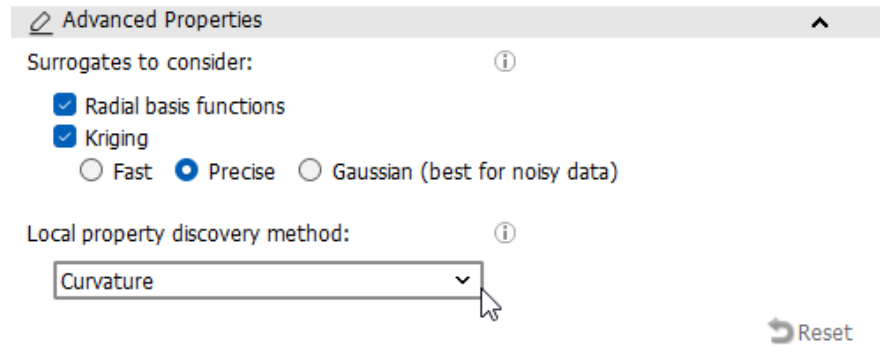 Advanced Properties
Surrogates to consider:
Radial basis functions
Kriging
Fast Precise Gaussian (best for noisy data)
Local property discovery method:
Curvature
Reset